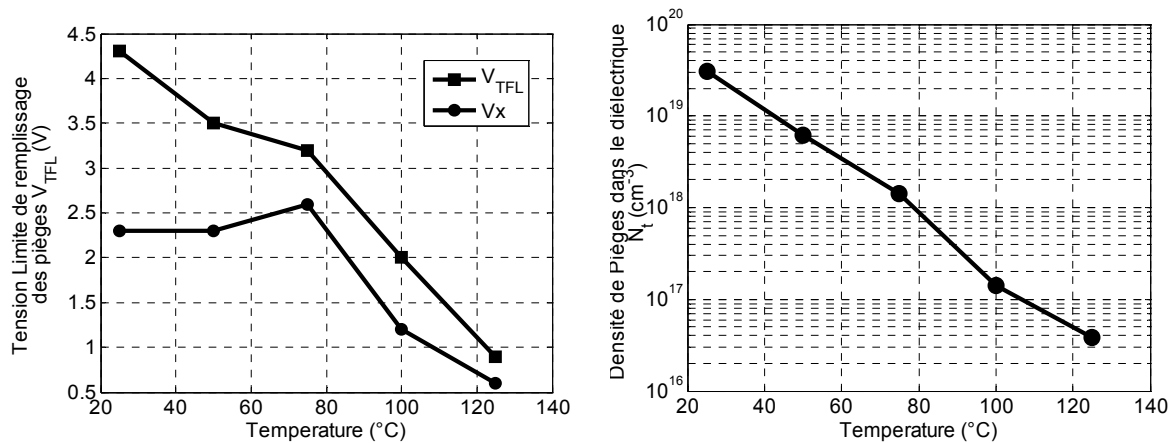 Tension Limite de remplissage
des pièges V_TFL (V)
4.5
4
3.5
3
2.5
2
1.5
1
0.5
20 40 60 80 100 120 140
Temperature (°C)
V_TFL
Vx
Densité de Pièges dans le diélectrique
N_t (cm^-3)
10^20
10^19
10^18
10^17
10^16
20 40 60 80 100 120 140
Temperature (°C)